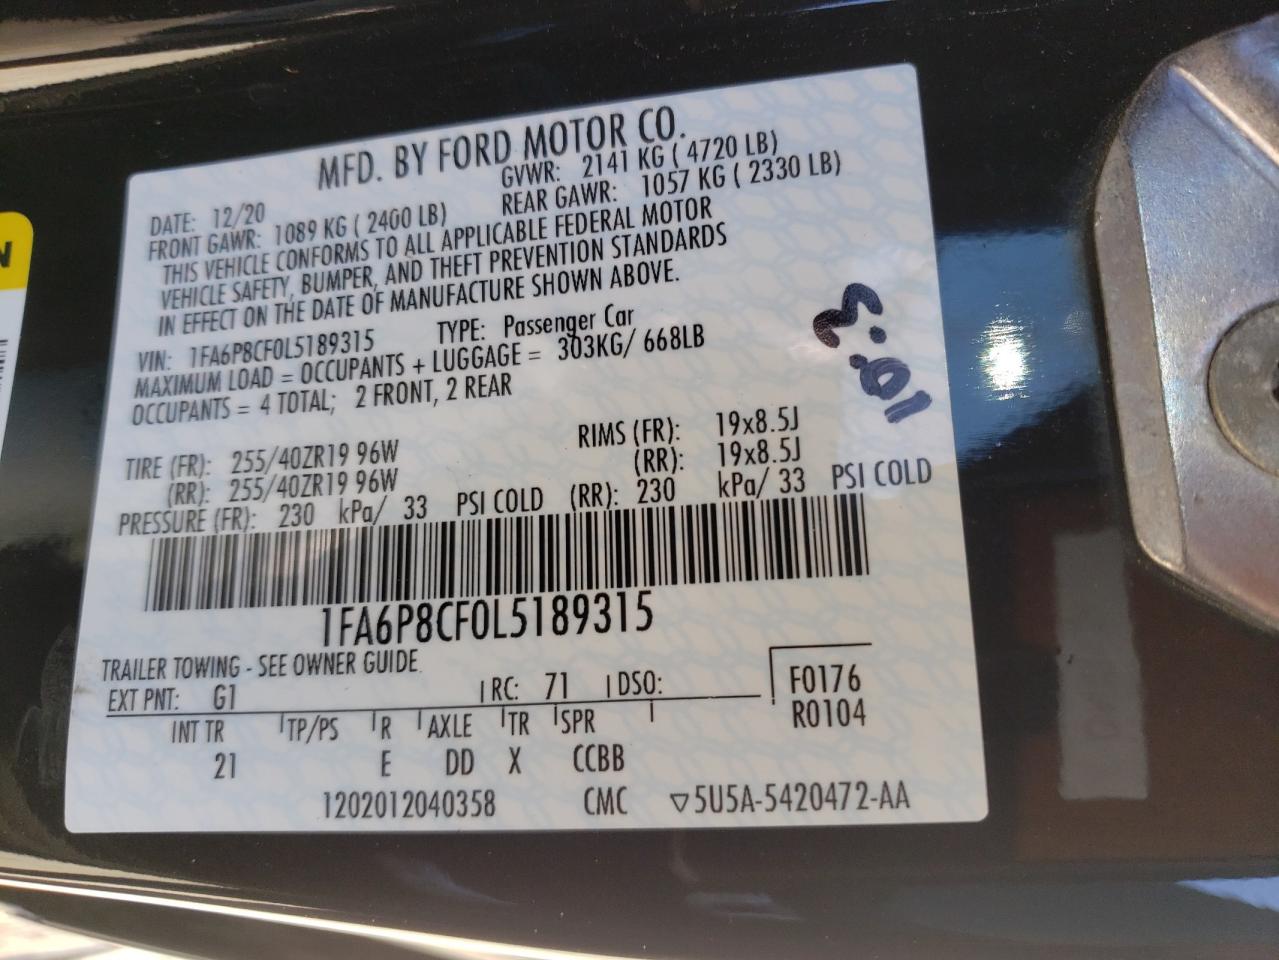 MFD. BY FORD MOTOR CO.
DATE: 12/20 GVWR: 2141 KG ( 4720 LB)
FRONT GAWR: 1089 KG ( 2400 LB) REAR GAWR: 1057 KG ( 2330 LB)
THIS VEHICLE CONFORMS TO ALL APPLICABLE FEDERAL MOTOR
VEHICLE SAFETY, BUMPER, AND THEFT PREVENTION STANDARDS
IN EFFECT ON THE DATE OF MANUFACTURE SHOWN ABOVE.
VIN: 1FA6P8CF0L5189315 TYPE: Passenger Car
MAXIMUM LOAD = OCCUPANTS + LUGGAGE = 303KG/ 668LB
OCCUPANTS = 4 TOTAL; 2 FRONT, 2 REAR
TIRE (FR): 255/40ZR19 96W RIMS (FR): 19x8.5J
(RR): 255/40ZR19 96W (RR): 19x8.5J
PRESSURE (FR): 230 kPa/ 33 PSI COLD (RR): 230 kPa/ 33 PSI COLD
1FA6P8CF0L5189315
TRAILER TOWING - SEE OWNER GUIDE
EXT PNT: G1 RC: 71 DSO: F0176
R0104
INT TR TP/PS R AXLE TR SPR
21 E DD X CCBB
1202012040358 CMC ▽5U5A-5420472-AA
N